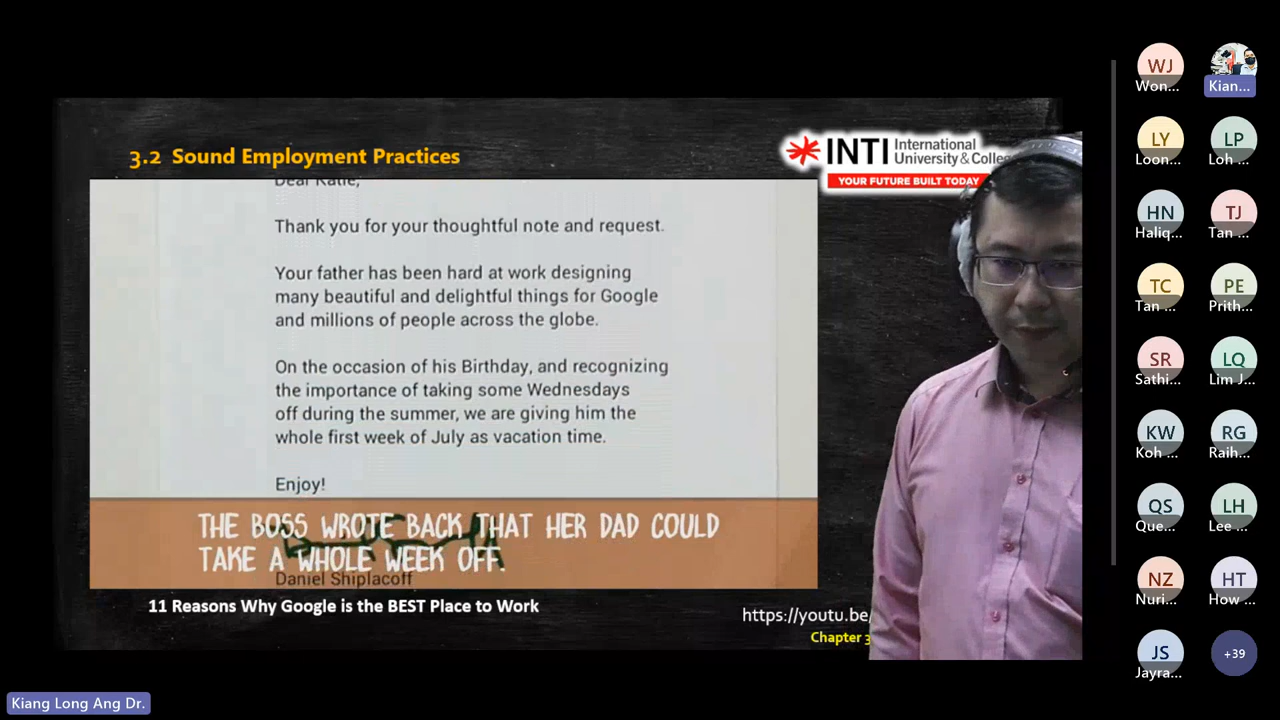 3.2 Sound Employment Practices
INTI International
University & Colleg
YOUR FUTURE BUILT TODAY
Dear Katie,
Thank you for your thoughtful note and request.
Your father has been hard at work designing
many beautiful and delightful things for Google
and millions of people across the globe.
On the occasion of his Birthday, and recognizing
the importance of taking some Wednesdays
off during the summer, we are giving him the
whole first week of July as vacation time.
Enjoy!
THE BOSS WROTE BACK THAT HER DAD COULD
TAKE A WHOLE WEEK OFF.
Daniel Shiplacoff
11 Reasons Why Google is the BEST Place to Work
https://youtu.be/
Chapter 3
WJ
Won...
Kian...
LY
Loon...
LP
Loh ...
HN
Haliq...
TJ
Tan ...
TC
Tan ...
PE
Prith...
SR
Sathi...
LQ
Lim J...
KW
Koh ...
RG
Raih...
QS
Que...
LH
Lee ...
NZ
Nuri...
HT
How ...
JS
Jayra...
+39
Kiang Long Ang Dr.